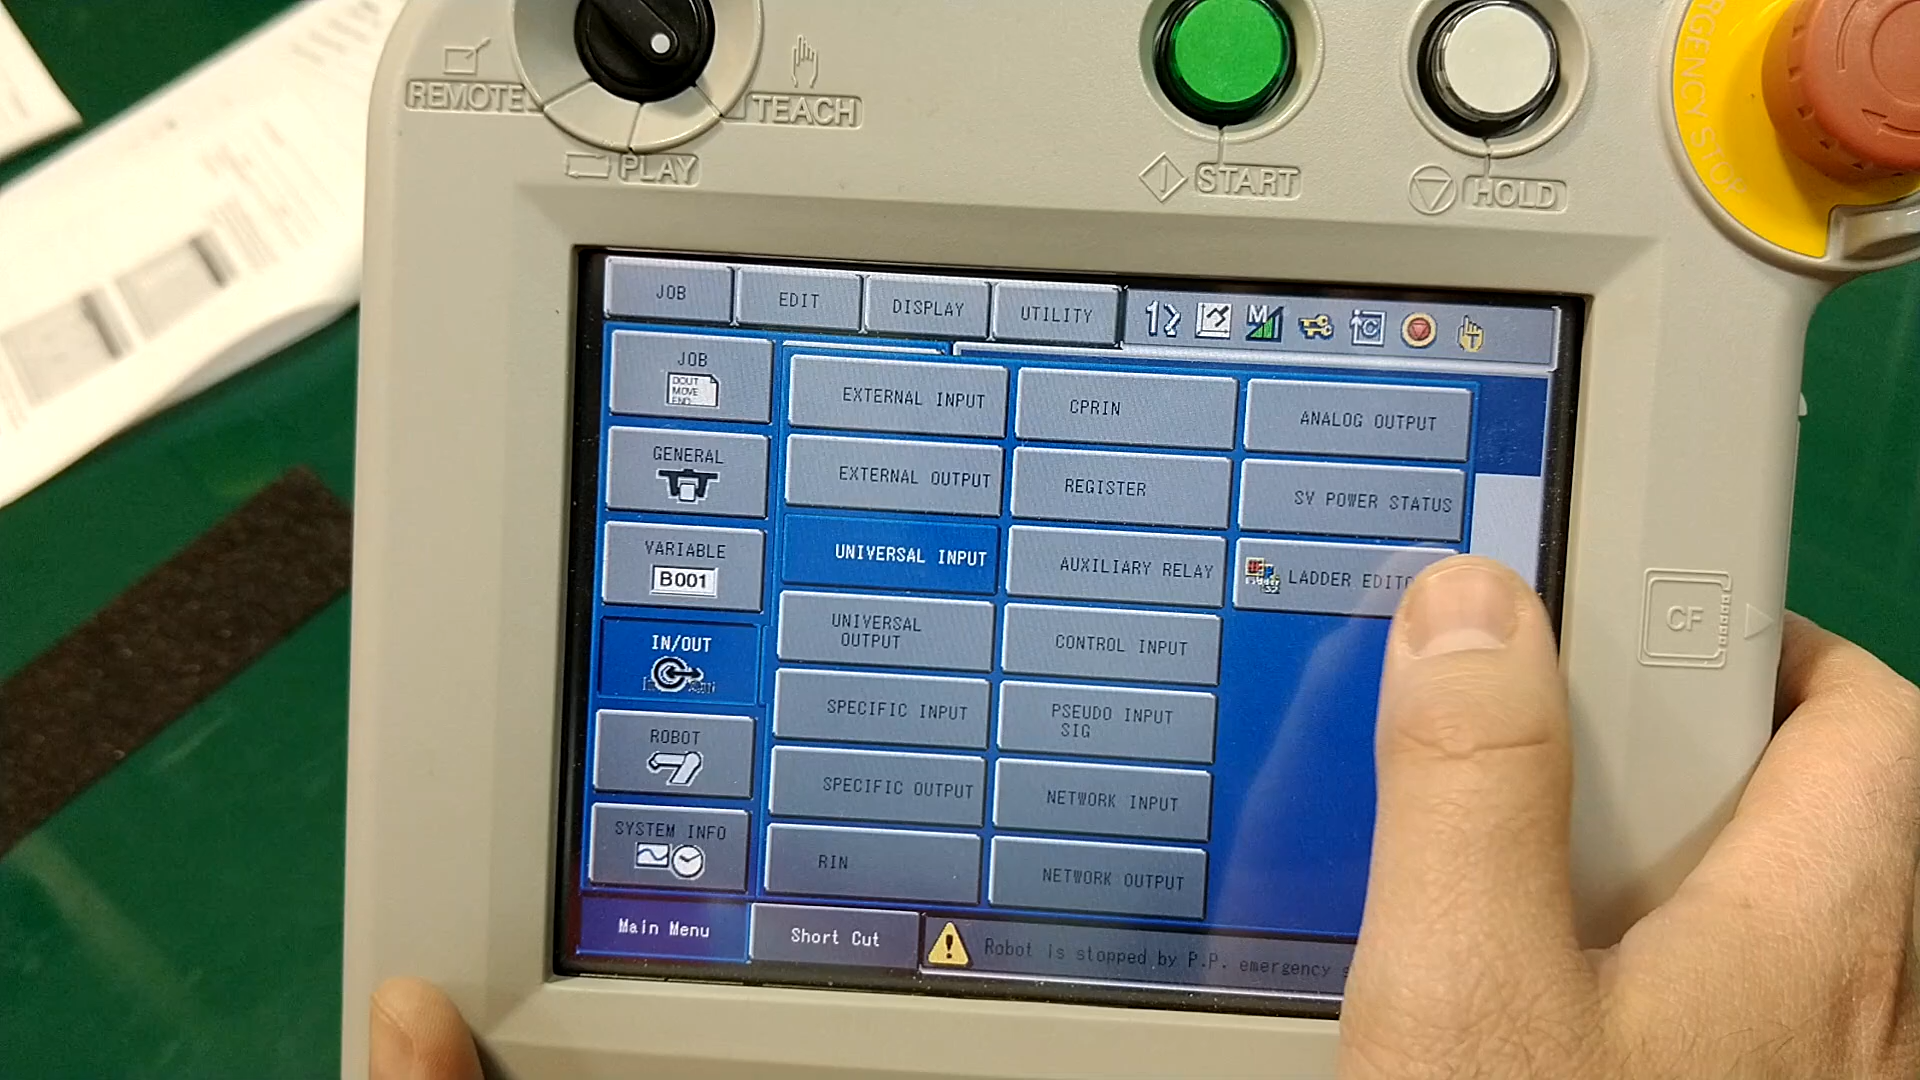 REMOTE
TEACH
PLAY
START
HOLD
EMERGENCY STOP
JOB
EDIT
DISPLAY
UTILITY
JOB
DOUT
MOVE
END
GENERAL
VARIABLE
B001
IN/OUT
In Out
ROBOT
SYSTEM INFO
EXTERNAL INPUT
EXTERNAL OUTPUT
UNIVERSAL INPUT
UNIVERSAL
OUTPUT
SPECIFIC INPUT
SPECIFIC OUTPUT
RIN
CPRIN
REGISTER
AUXILIARY RELAY
CONTROL INPUT
PSEUDO INPUT
SIG
NETWORK INPUT
NETWORK OUTPUT
ANALOG OUTPUT
SV POWER STATUS
LADDER EDITO
CF
Main Menu
Short Cut
Robot is stopped by P.P. emergency s